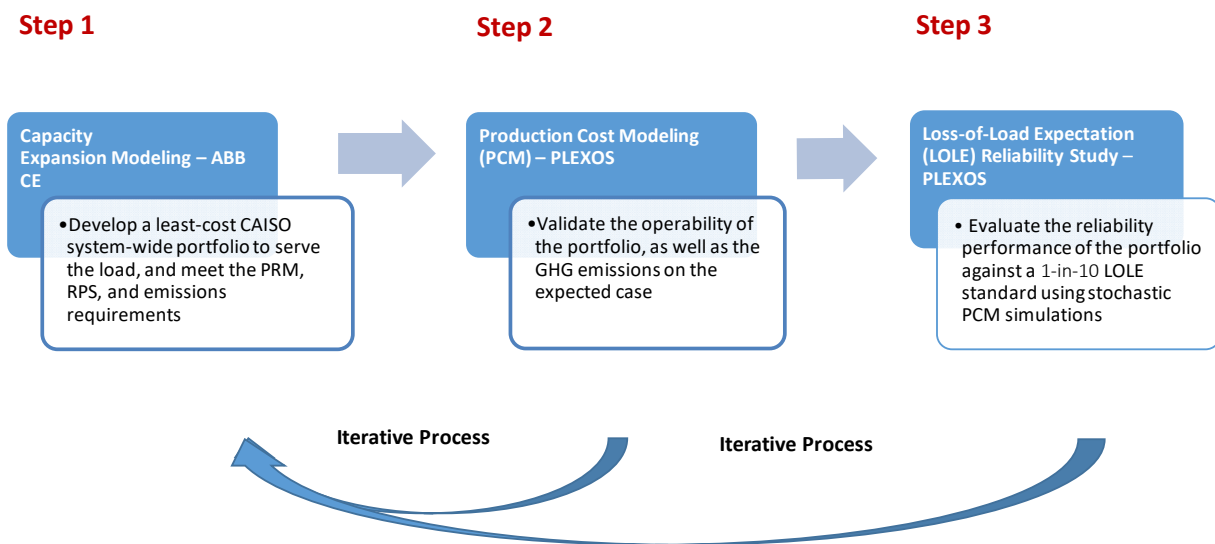 Step 1
Step 2
Step 3
Capacity
Expansion Modeling – ABB
CE
•Develop a least-cost CAISO
system-wide portfolio to serve
the load, and meet the PRM,
RPS, and emissions
requirements
Production Cost Modeling
(PCM) – PLEXOS
•Validate the operability of
the portfolio, as well as the
GHG emissions on the
expected case
Loss-of-Load Expectation
(LOLE) Reliability Study –
PLEXOS
• Evaluate the reliability
performance of the portfolio
against a 1-in-10 LOLE
standard using stochastic
PCM simulations
Iterative Process
Iterative Process